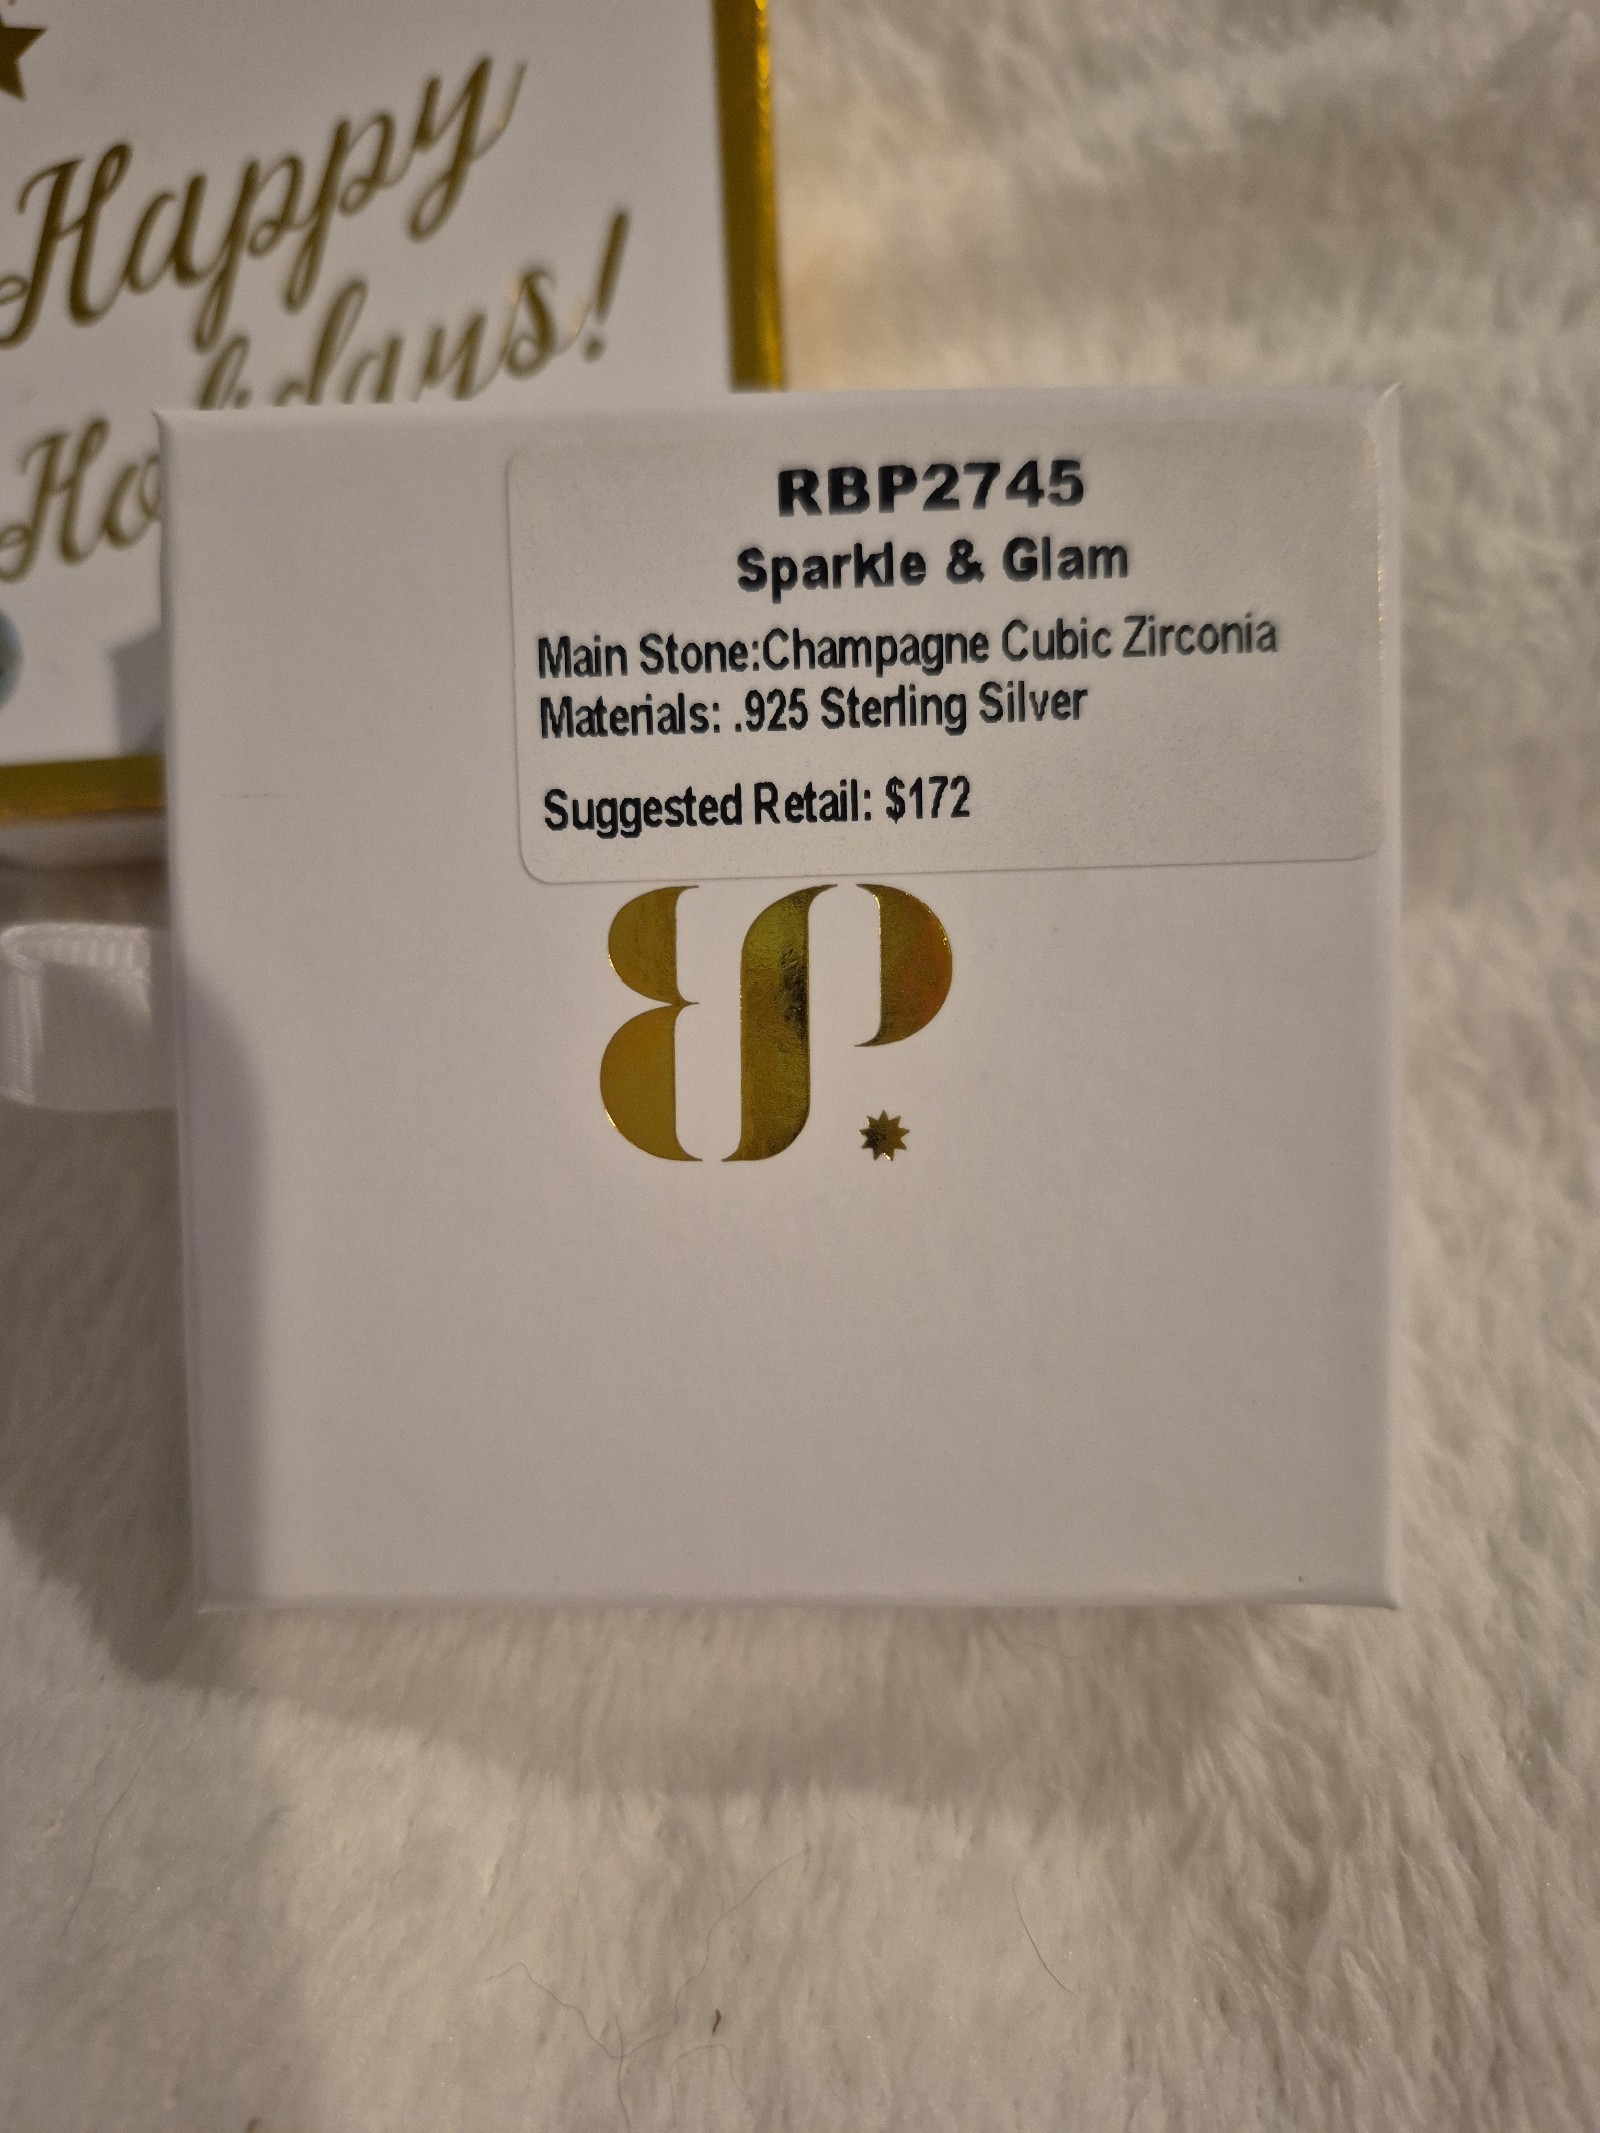 Happy
Holidays!
RBP2745
Sparkle & Glam
Main Stone:Champagne Cubic Zirconia
Materials: .925 Sterling Silver
Suggested Retail: $172